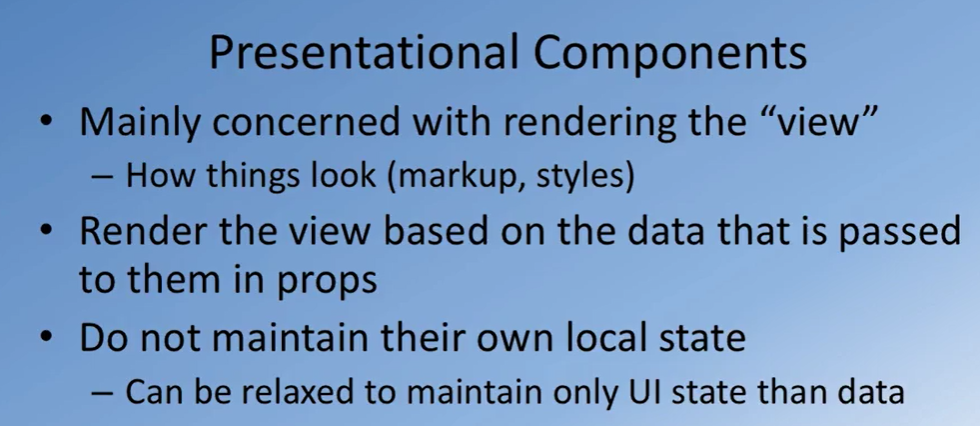 Presentational Components
• Mainly concerned with rendering the “view”
– How things look (markup, styles)
• Render the view based on the data that is passed
to them in props
• Do not maintain their own local state
– Can be relaxed to maintain only UI state than data